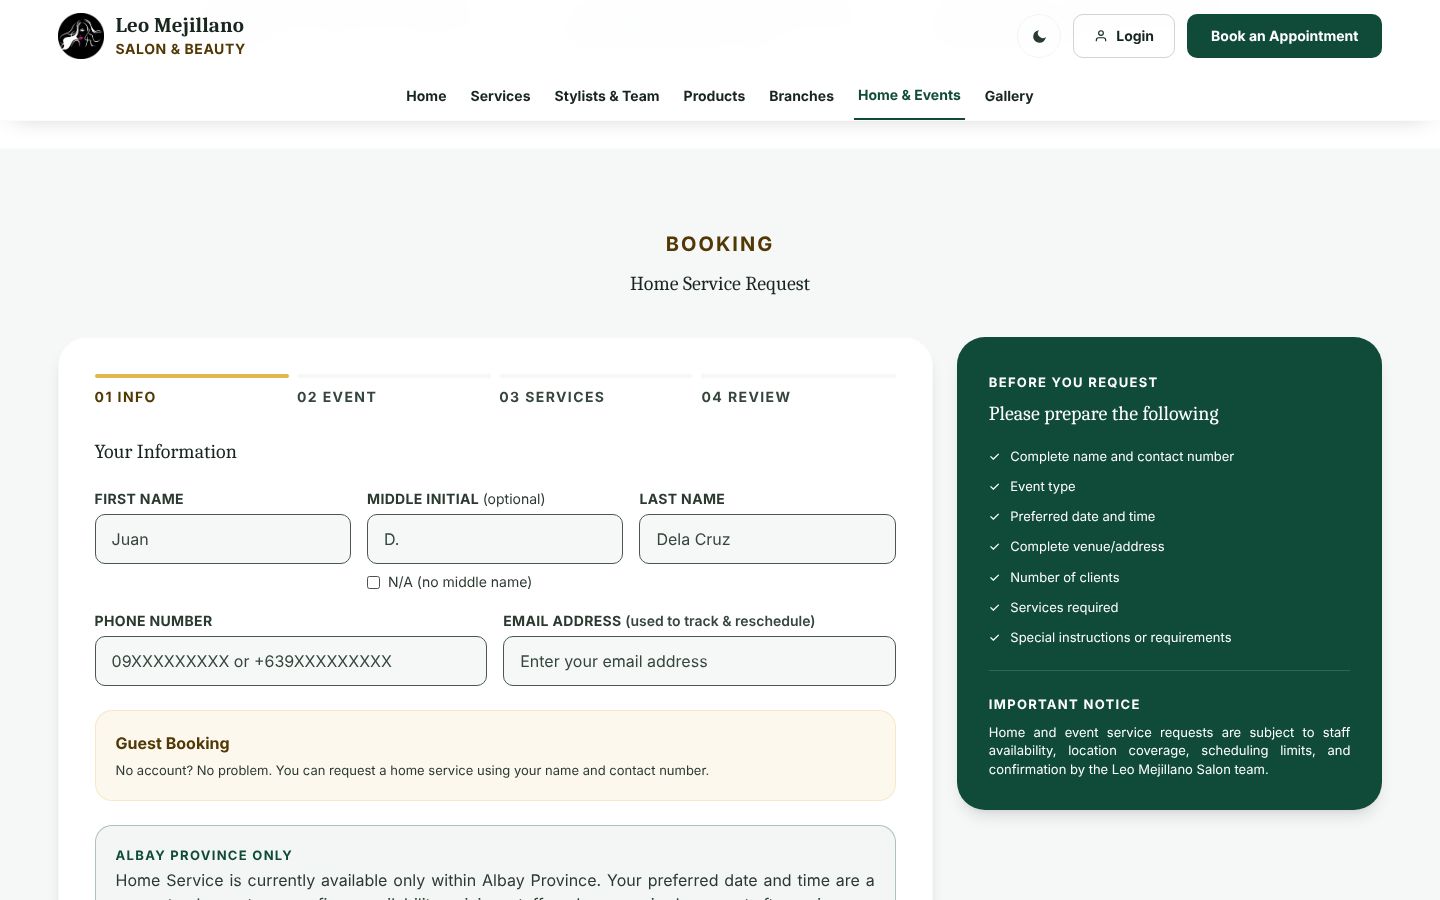 Leo Mejillano
SALON & BEAUTY
Login
Book an Appointment
Home
Services
Stylists & Team
Products
Branches
Home & Events
Gallery
BOOKING
Home Service Request
01 INFO
02 EVENT
03 SERVICES
04 REVIEW
Your Information
FIRST NAME
MIDDLE INITIAL (optional)
LAST NAME
Juan
D.
Dela Cruz
N/A (no middle name)
PHONE NUMBER
EMAIL ADDRESS (used to track & reschedule)
09XXXXXXXXX or +639XXXXXXXXX
Enter your email address
Guest Booking
No account? No problem. You can request a home service using your name and contact number.
ALBAY PROVINCE ONLY
Home Service is currently available only within Albay Province. Your preferred date and time are a
BEFORE YOU REQUEST
Please prepare the following
Complete name and contact number
Event type
Preferred date and time
Complete venue/address
Number of clients
Services required
Special instructions or requirements
IMPORTANT NOTICE
Home and event service requests are subject to staff
availability, location coverage, scheduling limits, and
confirmation by the Leo Mejillano Salon team.